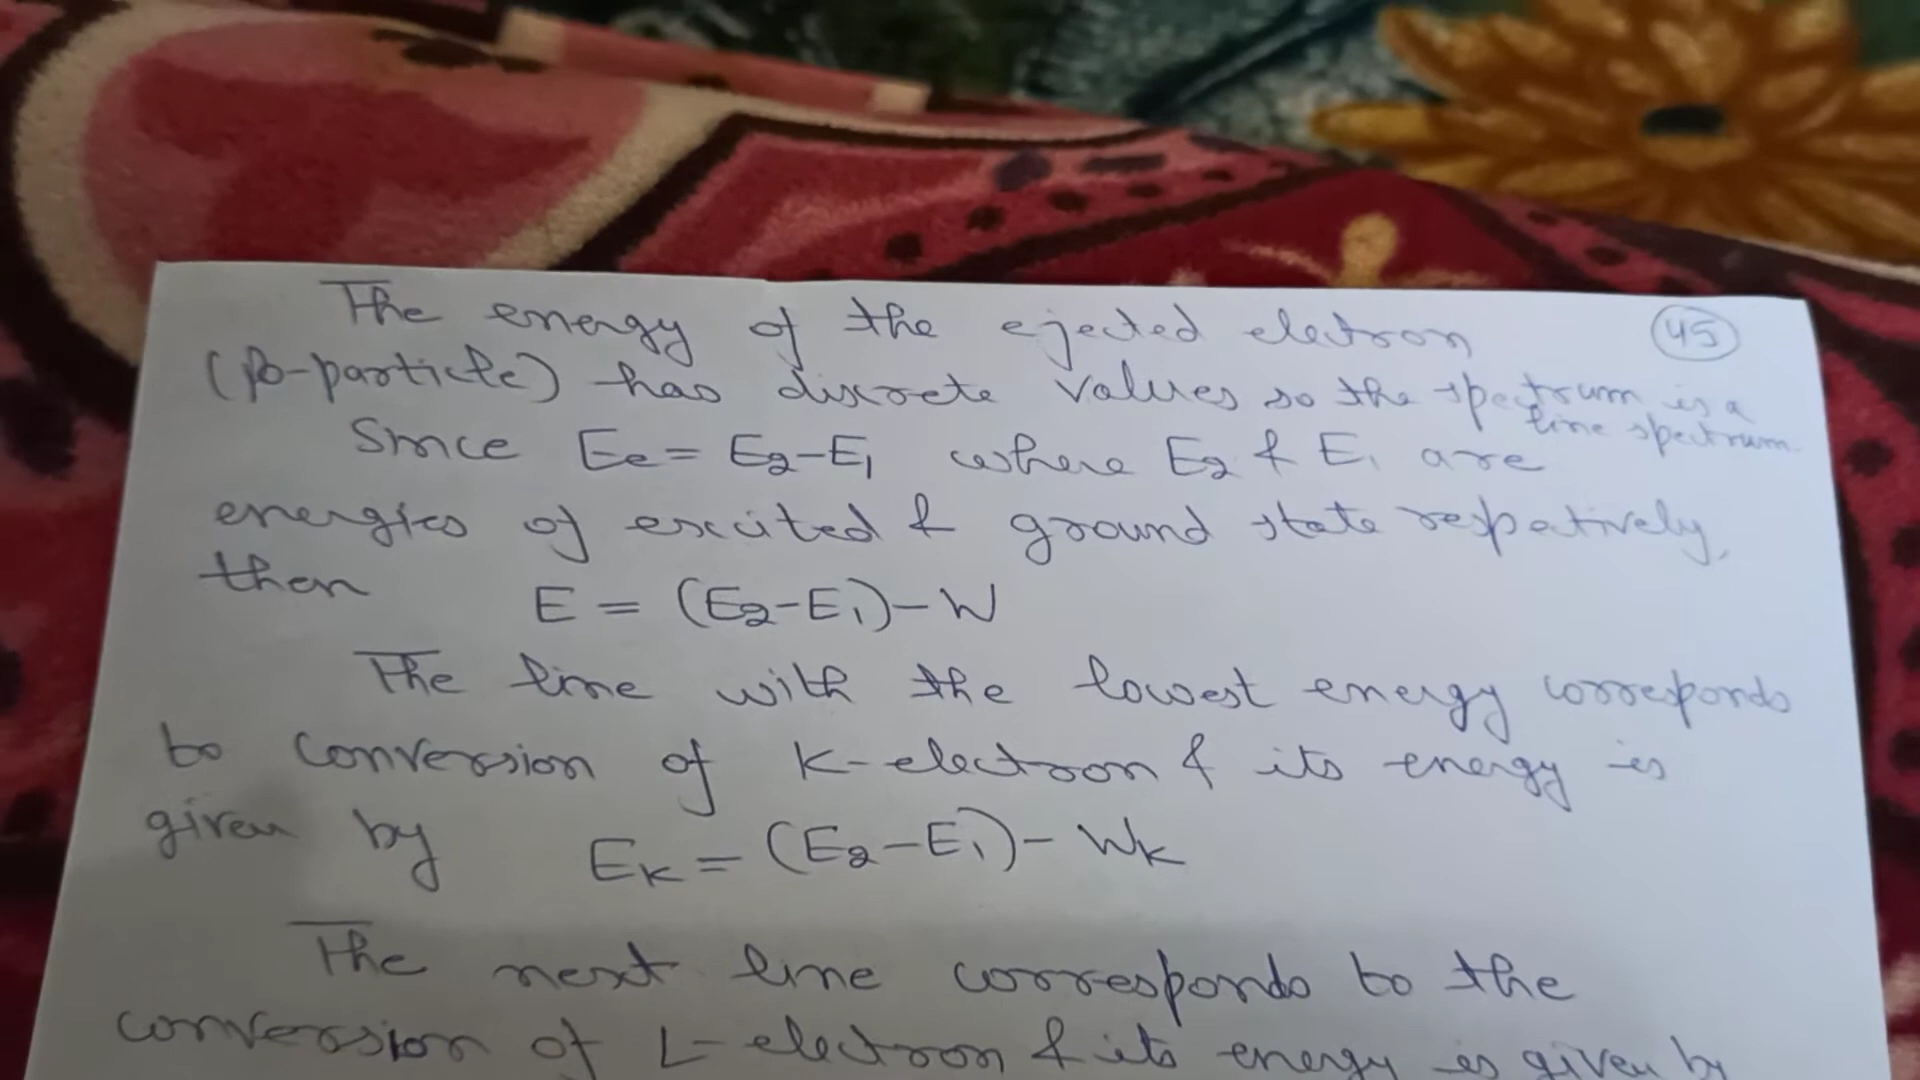 The energy of the ejected electron
45
(β-particle) has discrete values so the spectrum is a
line spectrum.
Since Ee = E2-E1 where E2 & E1 are
energies of excited & ground state respectively,
then E = (E2-E1)-W
The line with the lowest energy corresponds
to conversion of K-electron & its energy is
given by EK = (E2-E1)- WK
The next line corresponds to the
conversion of L-electron & its energy is given by